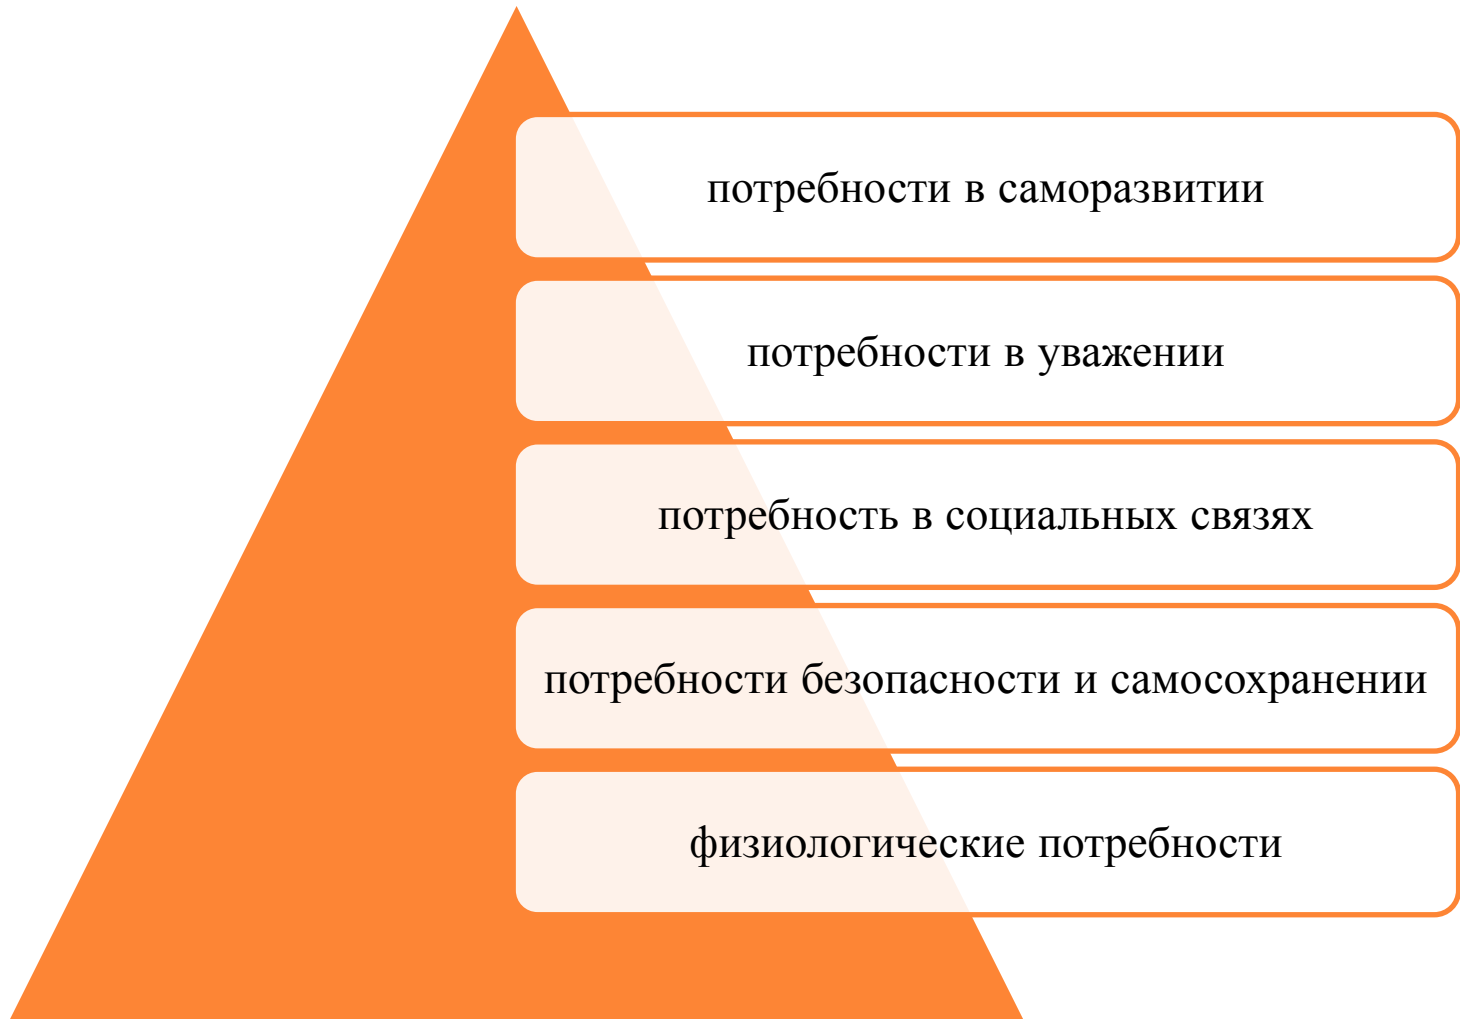 потребности в саморазвитии
потребности в уважении
потребность в социальных связях
потребности безопасности и самосохранении
физиологические потребности